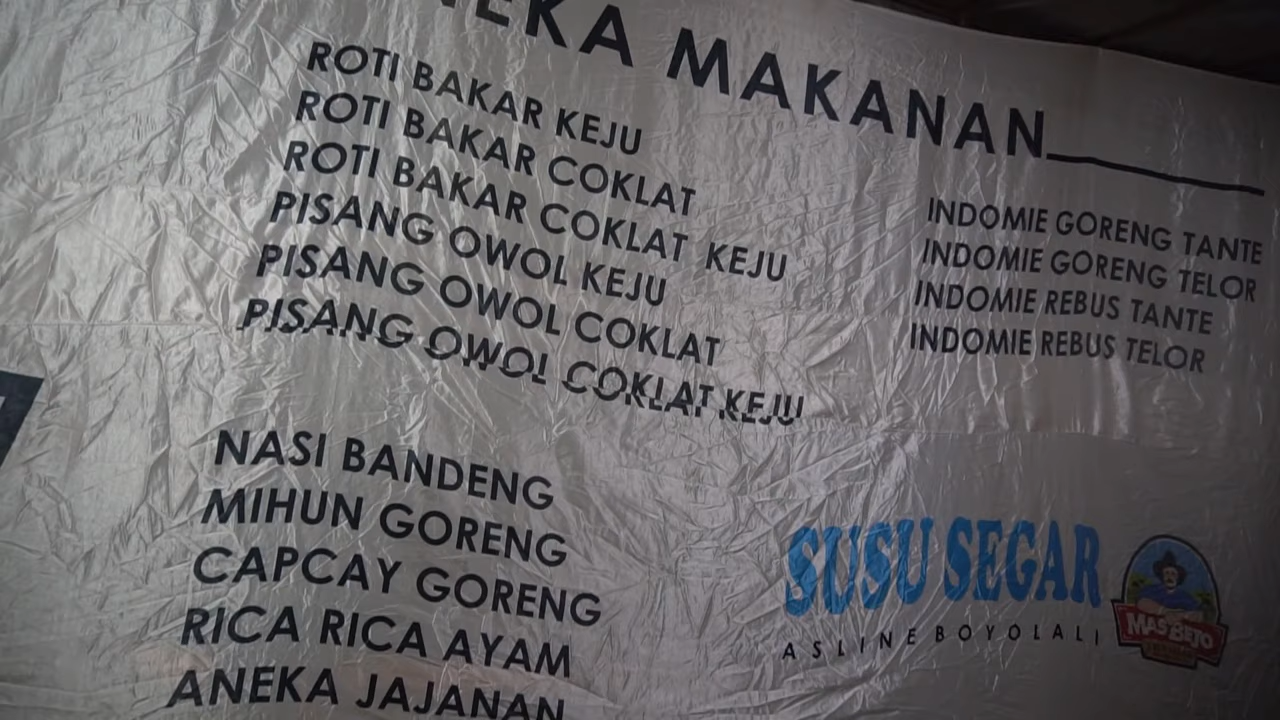 NEKA MAKANAN
ROTI BAKAR KEJU
ROTI BAKAR COKLAT
ROTI BAKAR COKLAT KEJU
PISANG OWOL KEJU
PISANG OWOL COKLAT
PISANG OWOL COKLAT KEJU
INDOMIE GORENG TANTE
INDOMIE GORENG TELOR
INDOMIE REBUS TANTE
INDOMIE REBUS TELOR
NASI BANDENG
MIHUN GORENG
CAPCAY GORENG
RICA RICA AYAM
ANEKA JAJANAN
SUSU SEGAR
ASLINE BOYOLALI
MAS BEJO